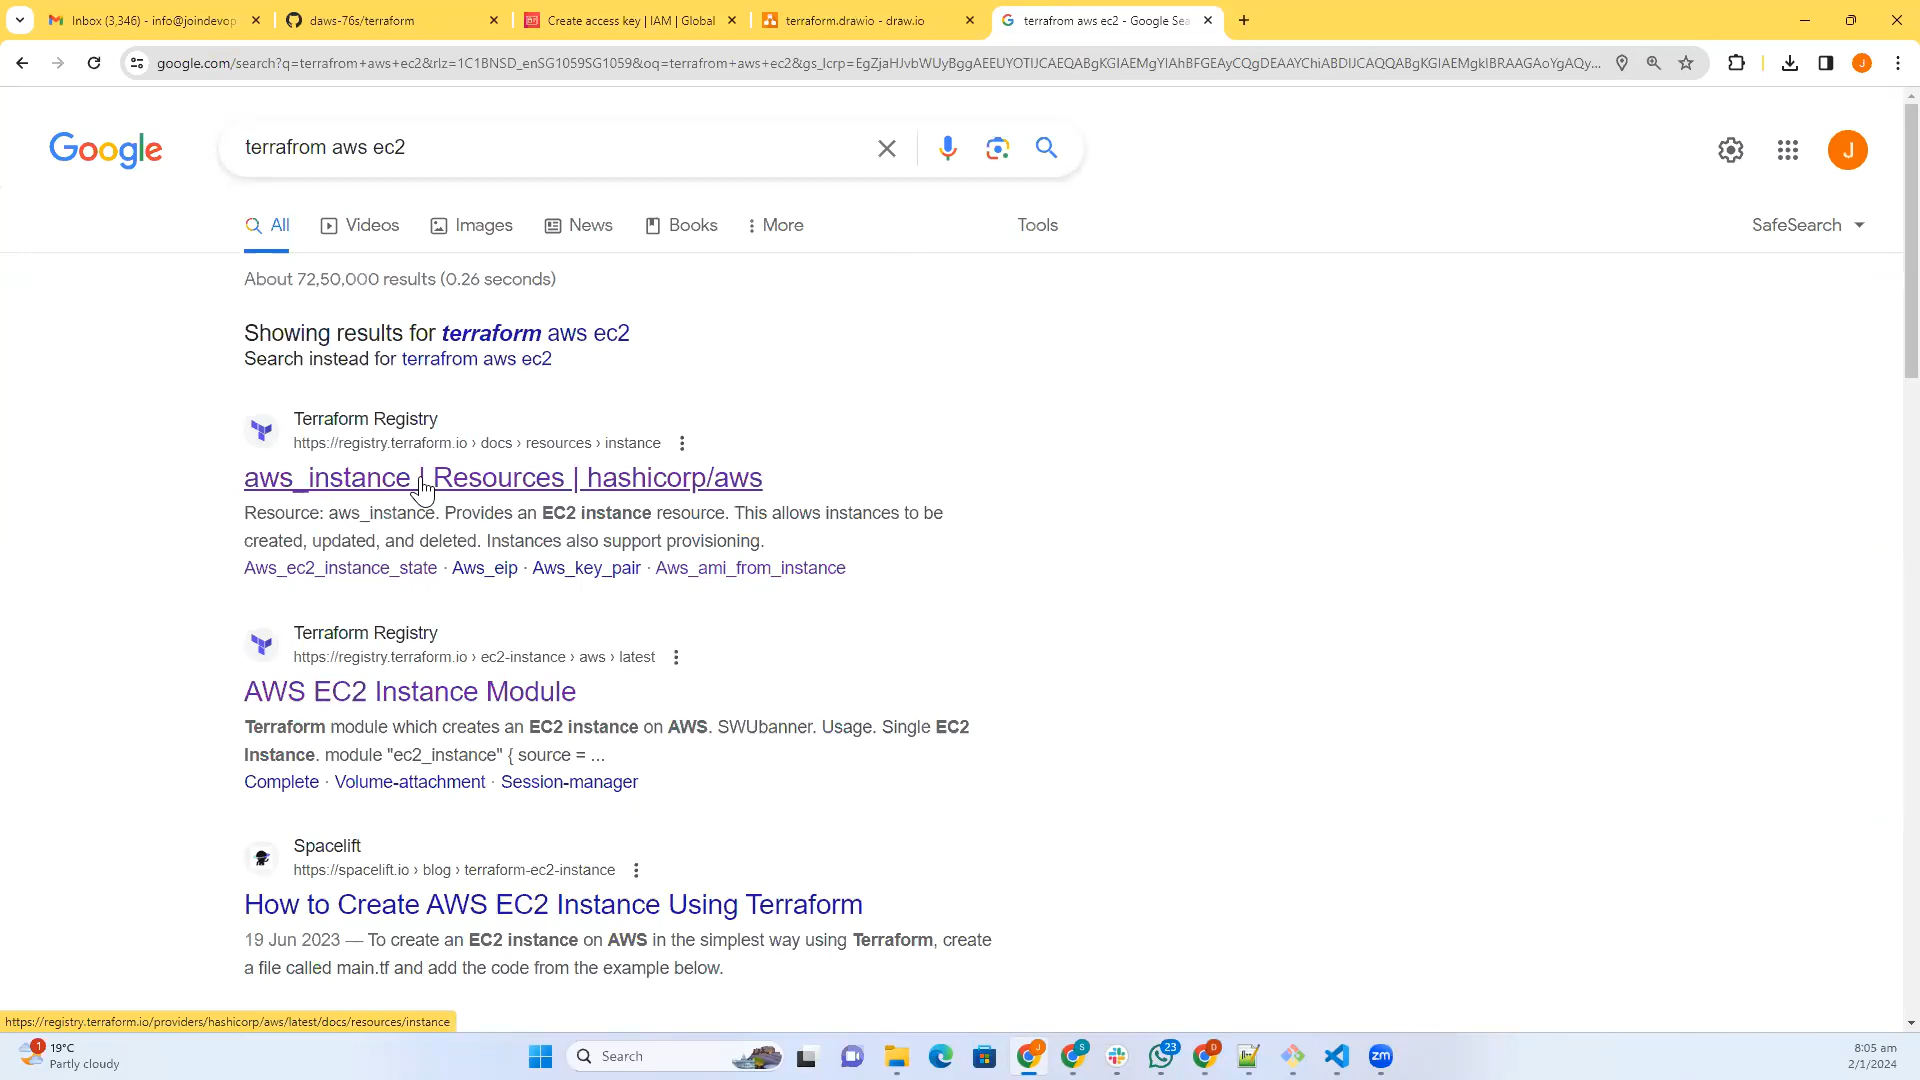 Inbox (3,346) - info@joindevop
daws-76s/terraform
Create access key | IAM | Global
terraform.drawio - draw.io
terrafrom aws ec2 - Google Sea
google.com/search?q=terrafrom+aws+ec2&rlz=1C1BNSD_enSG1059SG1059&oq=terrafrom+aws+ec2&gs_lcrp=EgZjaHJvbWUyBggAEEUYOTIJCAEQABgKGIAEMgYIAhBFGEAyCQgDEAAYChiABDIJCAQQABgKGIAEMgkIBRAAGAoYgAQy...
J
Google
terrafrom aws ec2
J
All
Videos
Images
News
Books
More
Tools
SafeSearch
About 72,50,000 results (0.26 seconds)
Showing results for terraform aws ec2
Search instead for terrafrom aws ec2
Terraform Registry
https://registry.terraform.io › docs › resources › instance
aws_instance | Resources | hashicorp/aws
Resource: aws_instance. Provides an EC2 instance resource. This allows instances to be
created, updated, and deleted. Instances also support provisioning.
Aws_ec2_instance_state · Aws_eip · Aws_key_pair · Aws_ami_from_instance
Terraform Registry
https://registry.terraform.io › ec2-instance › aws › latest
AWS EC2 Instance Module
Terraform module which creates an EC2 instance on AWS. SWUbanner. Usage. Single EC2
Instance. module "ec2_instance" { source = ...
Complete · Volume-attachment · Session-manager
Spacelift
https://spacelift.io › blog › terraform-ec2-instance
How to Create AWS EC2 Instance Using Terraform
19 Jun 2023 — To create an EC2 instance on AWS in the simplest way using Terraform, create
a file called main.tf and add the code from the example below.
https://registry.terraform.io/providers/hashicorp/aws/latest/docs/resources/instance
1
19°C
Partly cloudy
Search
J
S
23
D
zm
8:05 am
2/1/2024